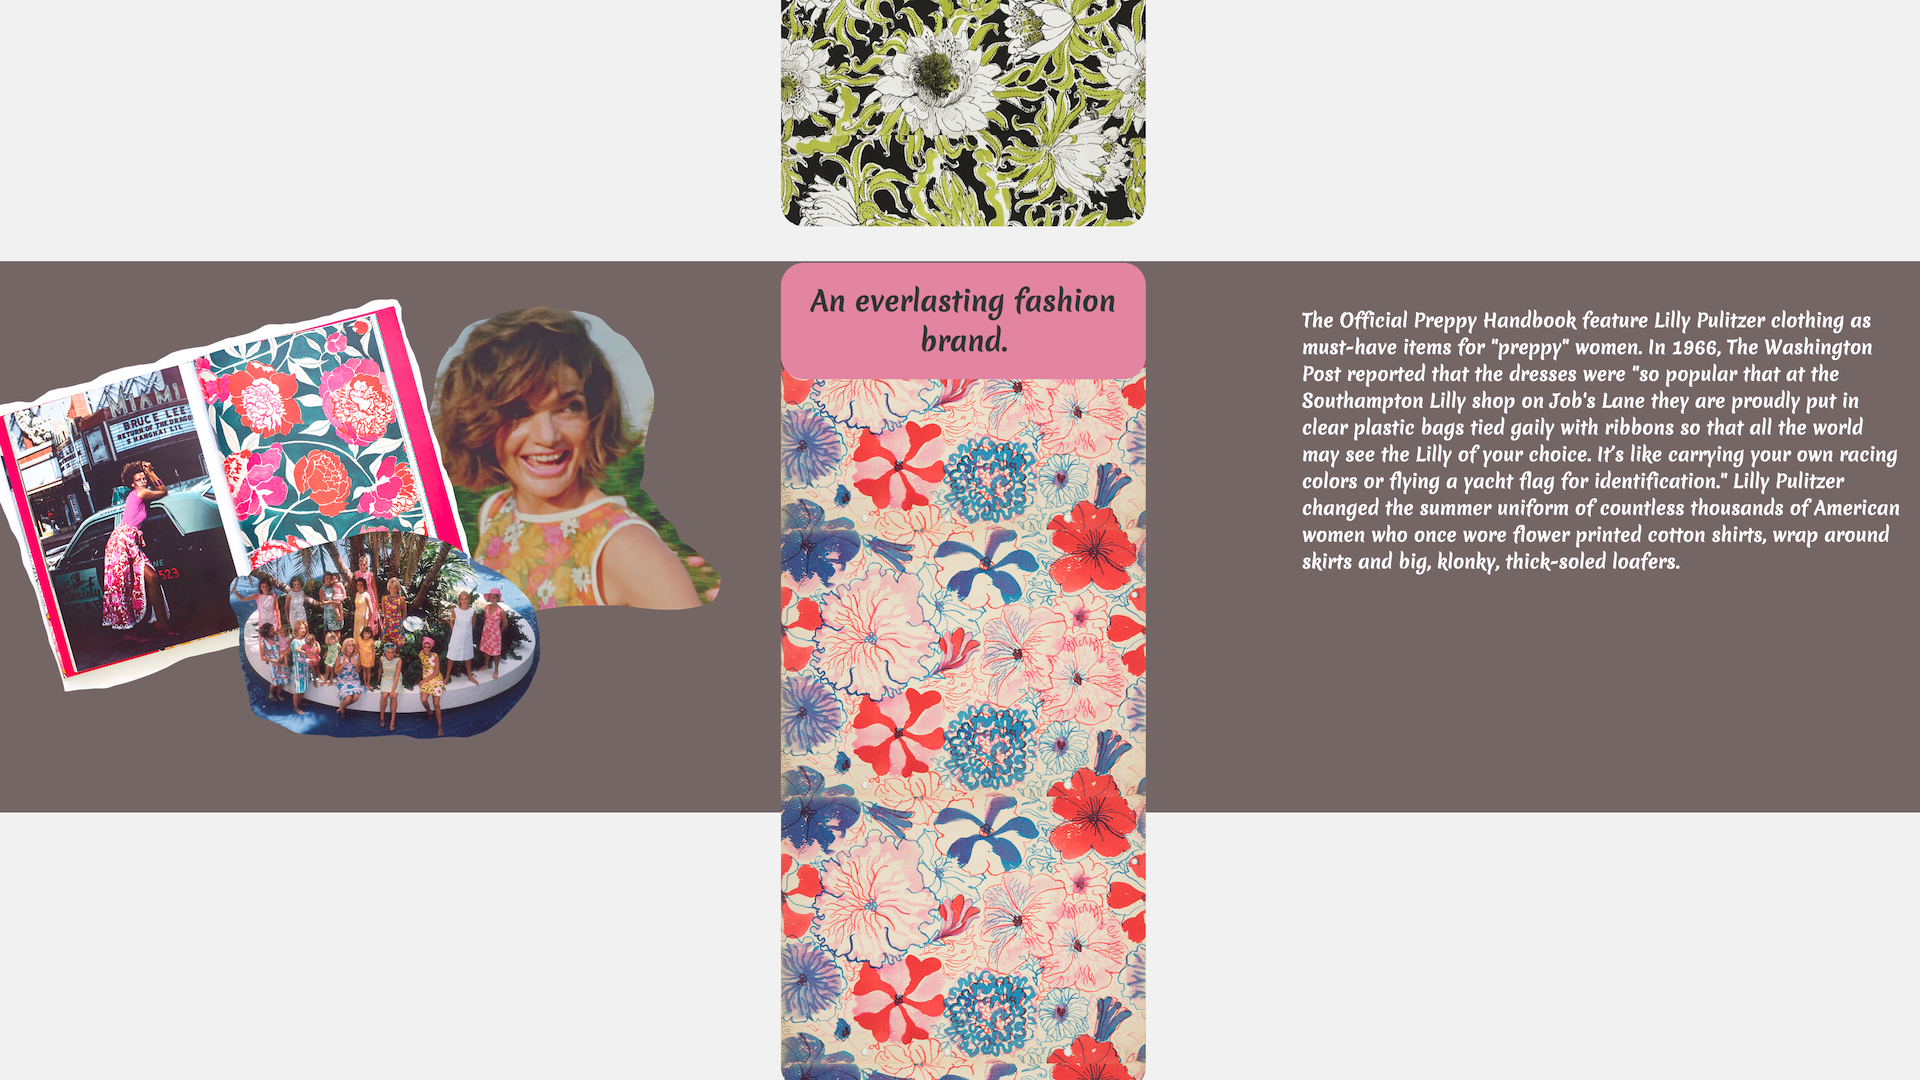 MIAMI
BRUCE LEE
RETURN OF THE DRAGO
SHANGHAI LIL
523
An everlasting fashion
brand.
The Official Preppy Handbook feature Lilly Pulitzer clothing as
must-have items for "preppy" women. In 1966, The Washington
Post reported that the dresses were "so popular that at the
Southampton Lilly shop on Job's Lane they are proudly put in
clear plastic bags tied gaily with ribbons so that all the world
may see the Lilly of your choice. It's like carrying your own racing
colors or flying a yacht flag for identification." Lilly Pulitzer
changed the summer uniform of countless thousands of American
women who once wore flower printed cotton shirts, wrap around
skirts and big, klonky, thick-soled loafers.